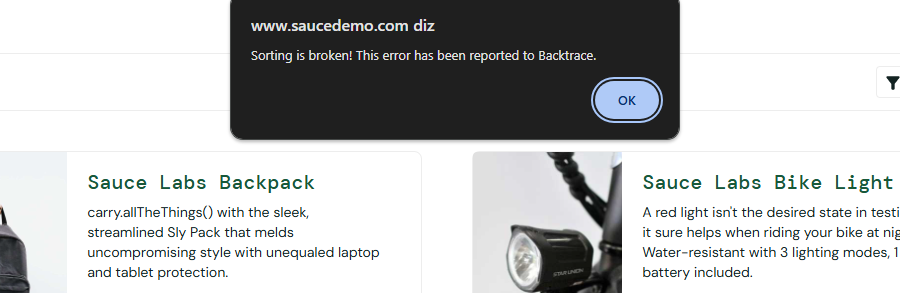 www.saucedemo.com diz
Sorting is broken! This error has been reported to Backtrace.
OK
Sauce Labs Backpack
carry.allTheThings() with the sleek,
streamlined Sly Pack that melds
uncompromising style with unequaled laptop
and tablet protection.
STAR UNION
Sauce Labs Bike Light
A red light isn't the desired state in testi
it sure helps when riding your bike at nig
Water-resistant with 3 lighting modes, 1
battery included.